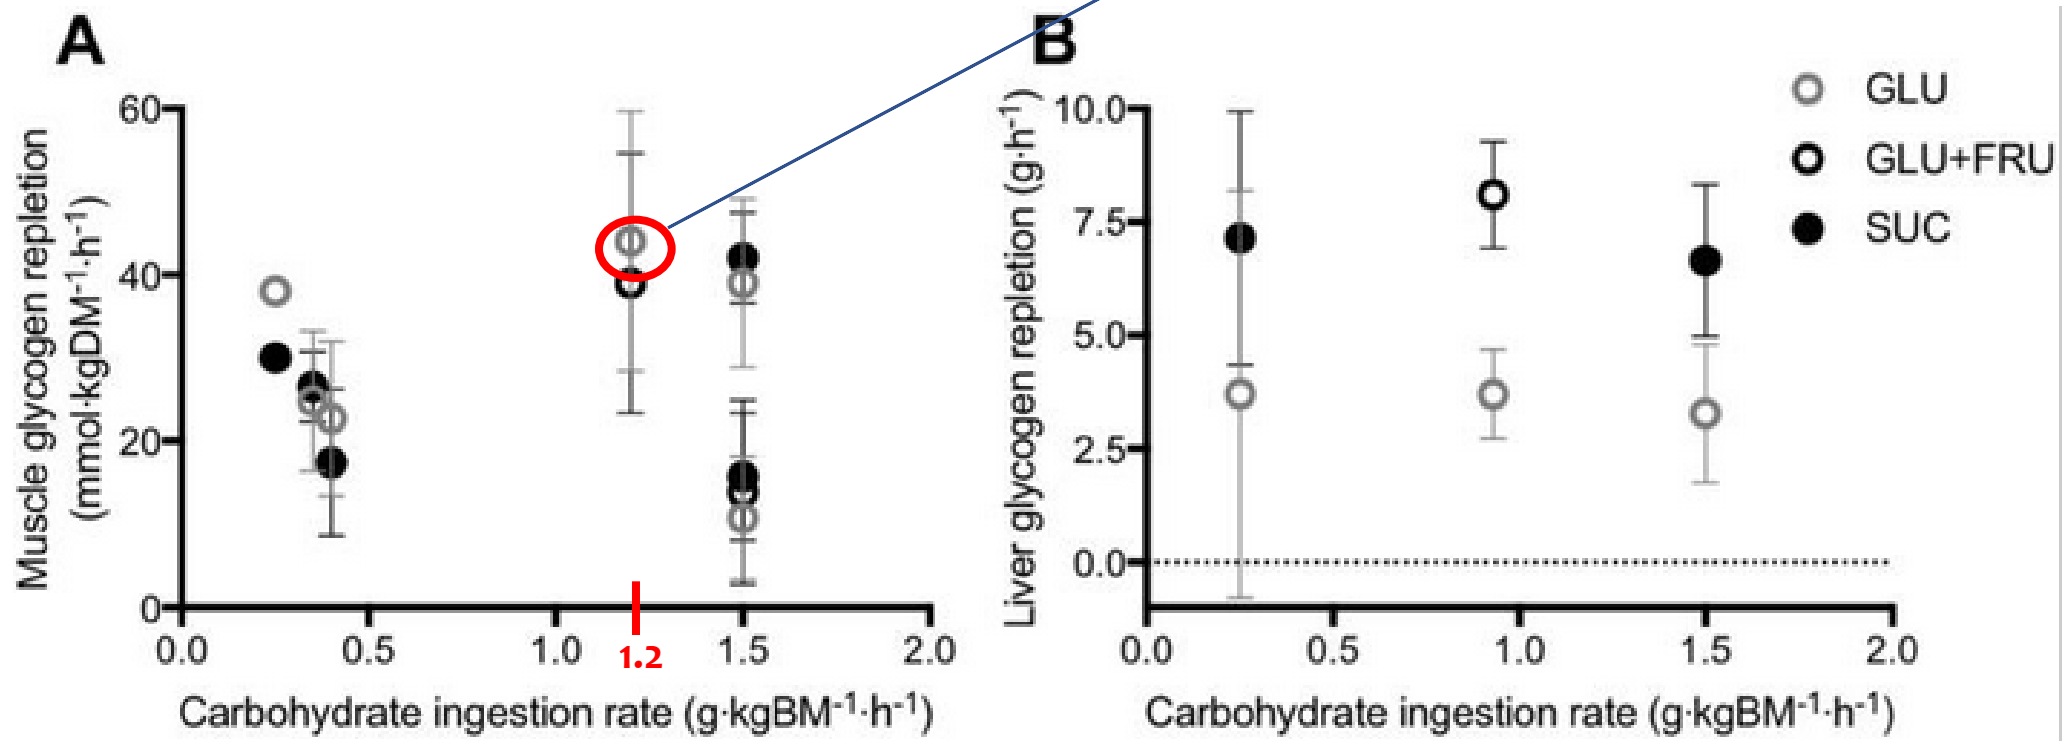 A
60
40
20
0
0.0 0.5 1.0 1.2 1.5 2.0
Muscle glycogen repletion
(mmol·kgDM⁻¹·h⁻¹)
Carbohydrate ingestion rate (g·kgBM⁻¹·h⁻¹)
B
10.0
7.5
5.0
2.5
0.0
0.0 0.5 1.0 1.5 2.0
Liver glycogen repletion (g·h⁻¹)
Carbohydrate ingestion rate (g·kgBM⁻¹·h⁻¹)
GLU
GLU+FRU
SUC